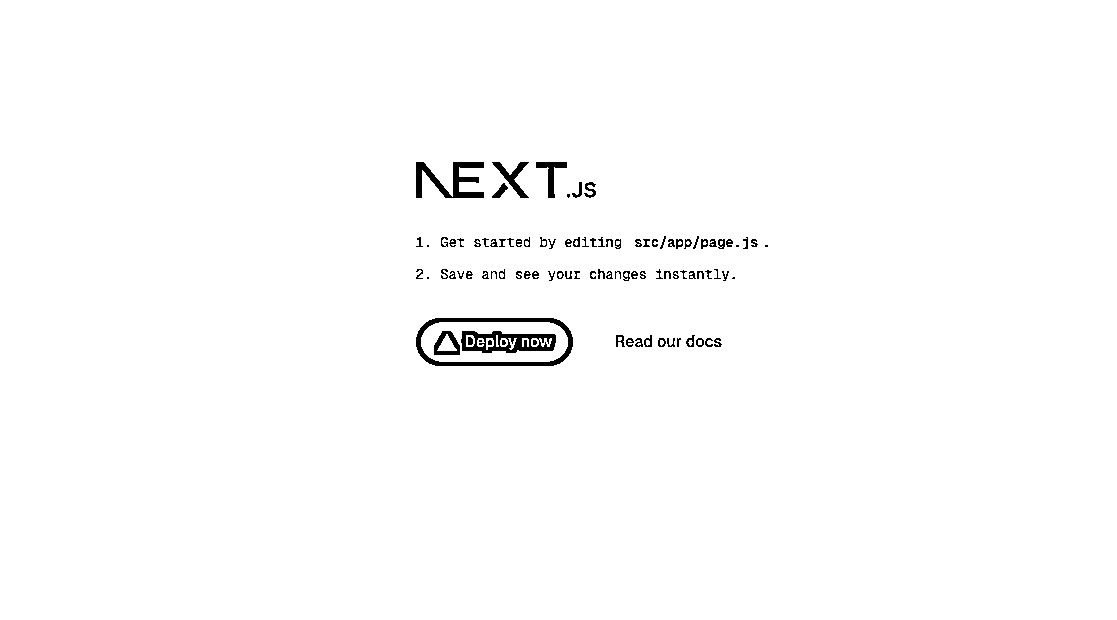 NEXT.JS
1. Get started by editing src/app/page.js.
2. Save and see your changes instantly.
Deploy now
Read our docs